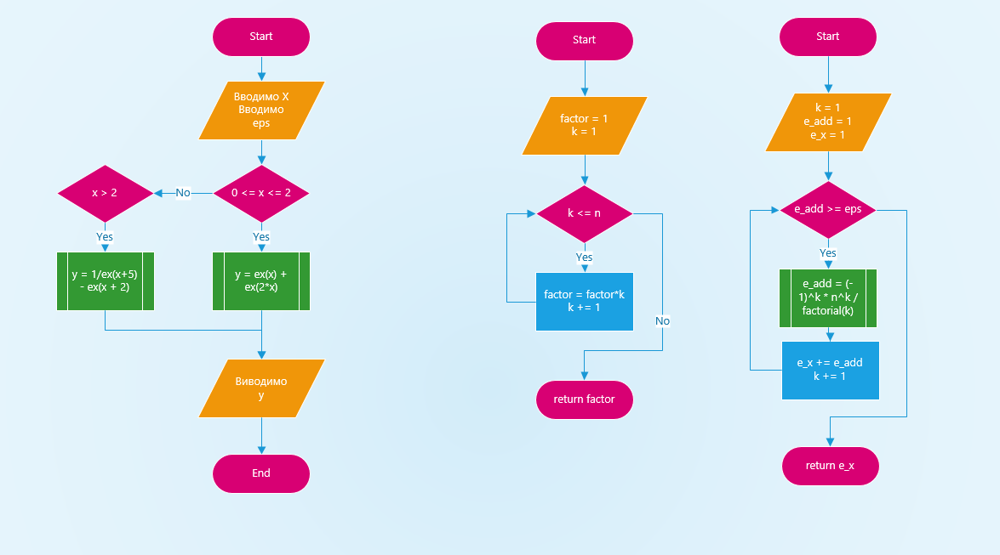 Start
Вводимо X
Вводимо
eps
0 <= x <= 2
No
x > 2
Yes
Yes
y = 1/ex(x+5)
- ex(x + 2)
y = ex(x) +
ex(2*x)
Виводимо
y
End
Start
factor = 1
k = 1
k <= n
Yes
factor = factor*k
k += 1
No
return factor
Start
k = 1
e_add = 1
e_x = 1
e_add >= eps
Yes
e_add = (-
1)^k * n^k /
factorial(k)
e_x += e_add
k += 1
return e_x